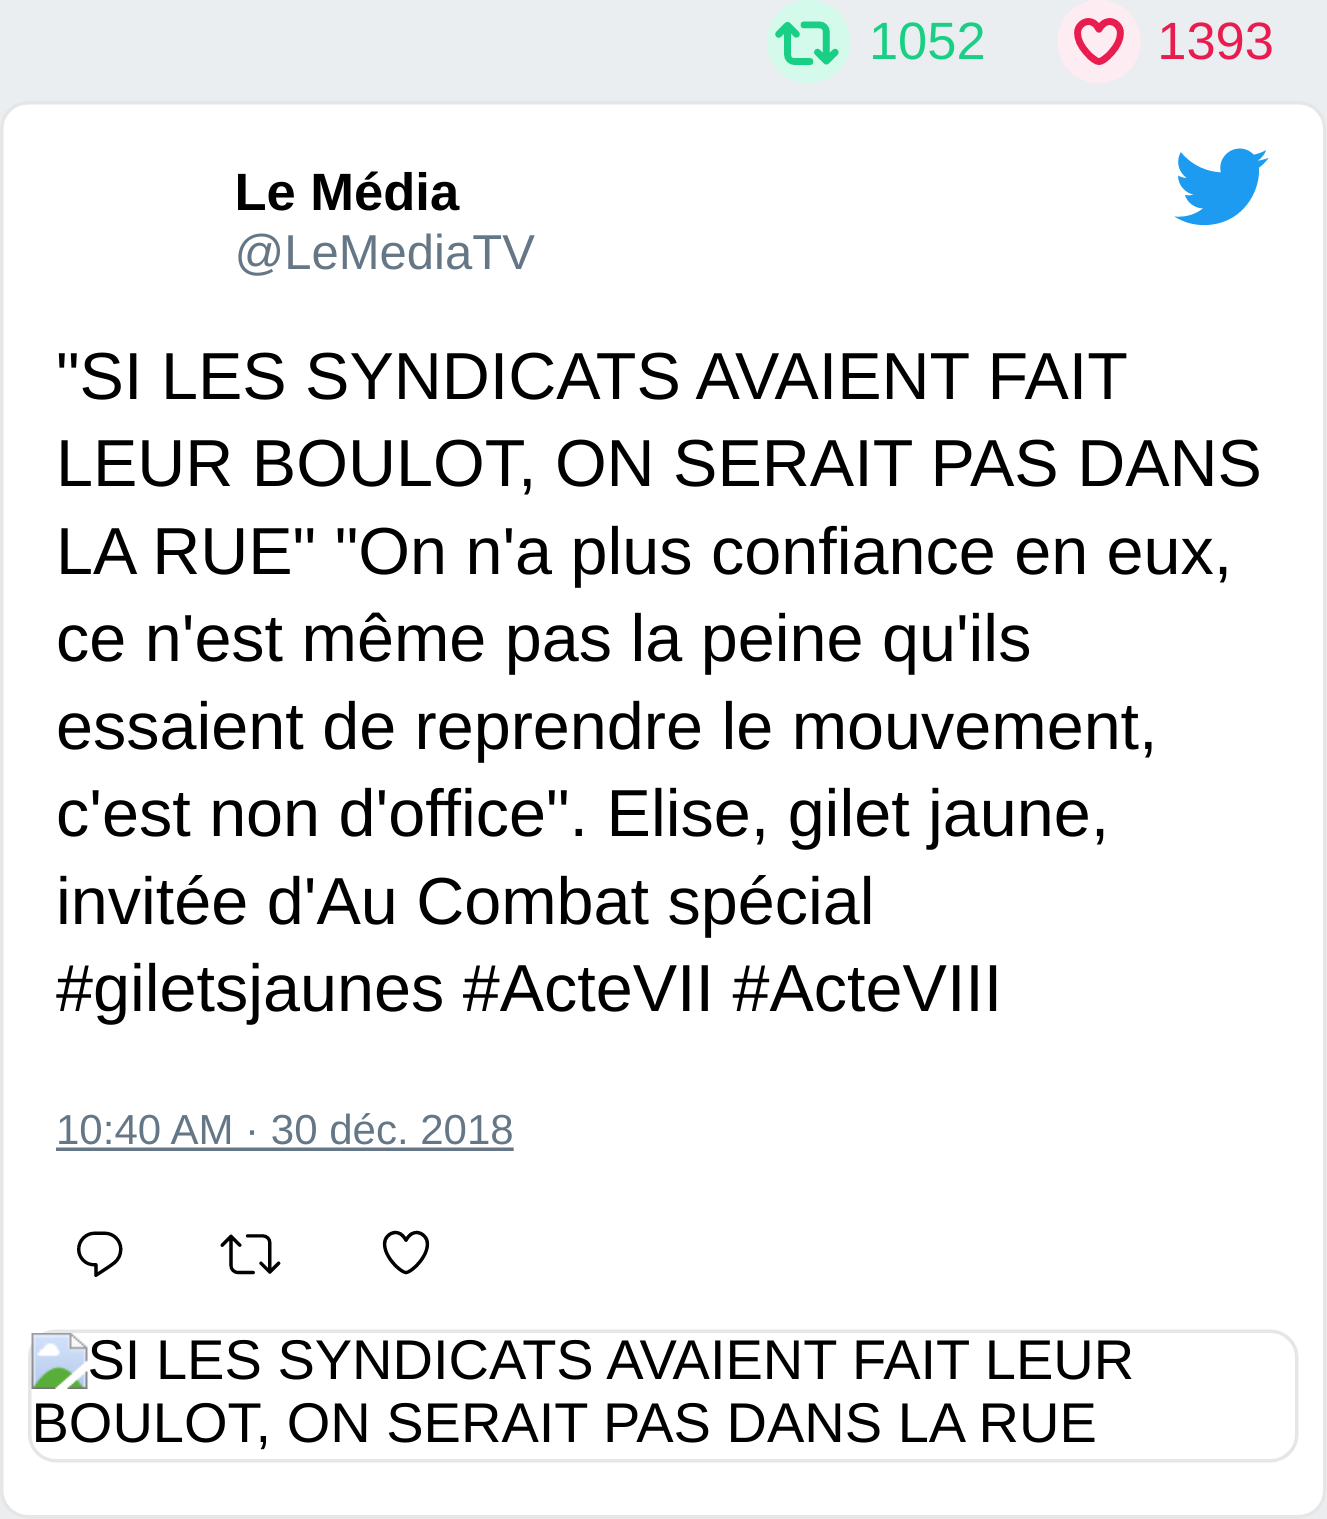 1052 1393
Le Média
@LeMediaTV
"SI LES SYNDICATS AVAIENT FAIT
LEUR BOULOT, ON SERAIT PAS DANS
LA RUE" "On n'a plus confiance en eux,
ce n'est même pas la peine qu'ils
essaient de reprendre le mouvement,
c'est non d'office". Elise, gilet jaune,
invitée d'Au Combat spécial
#giletsjaunes #ActeVII #ActeVIII
10:40 AM · 30 déc. 2018
SI LES SYNDICATS AVAIENT FAIT LEUR
BOULOT, ON SERAIT PAS DANS LA RUE